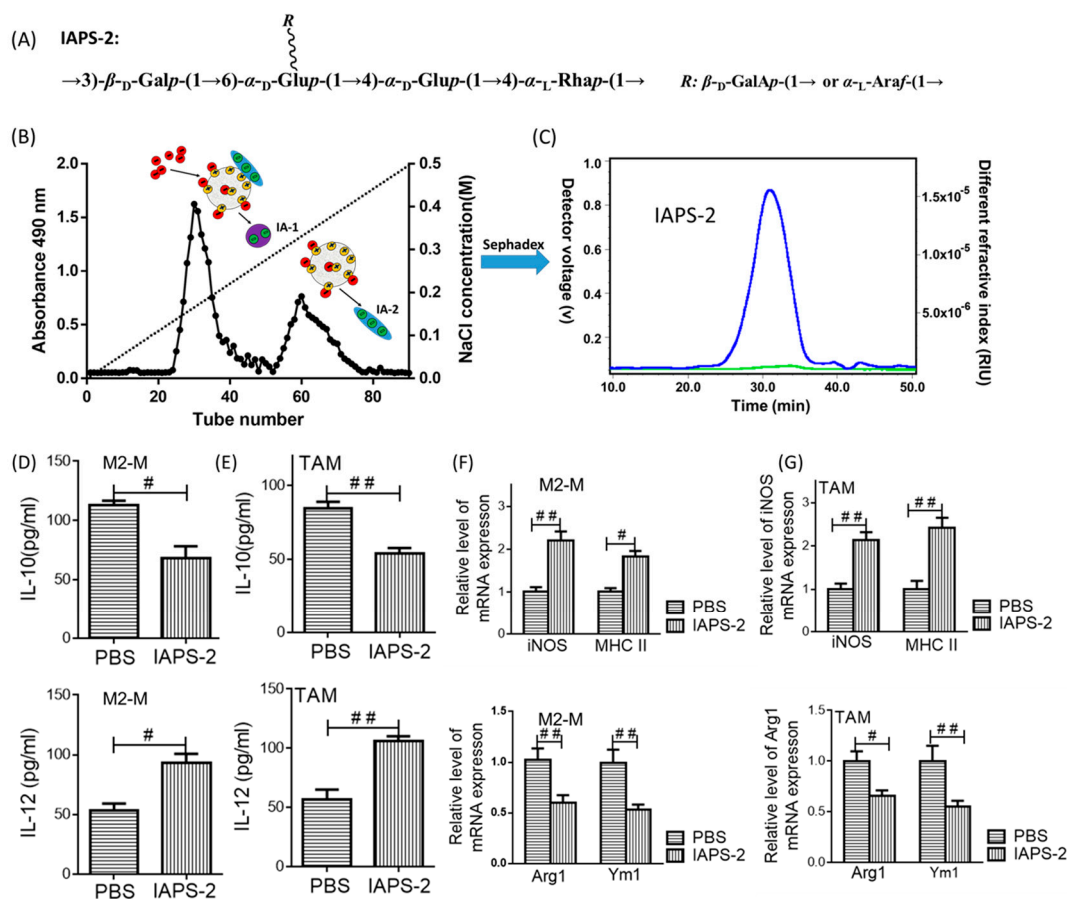 (A) IAPS-2:
R
→3)-β-D-Galp-(1→6)-α-D-Glup-(1→4)-α-D-Glup-(1→4)-α-L-Rhap-(1→ R: β-D-GalAp-(1→ or α-L-Araf-(1→
(B)
Absorbance 490 nm
2.0
1.5
1.0
0.5
0.0
0 20 40 60 80
Tube number
NaCl concentration(M)
0.5
0.4
0.3
0.2
0.1
0.0
IA-1
IA-2
Sephadex
(C)
IAPS-2
Detector voltage (v)
1.0
0.8
0.6
0.4
0.2
10.0 20.0 30.0 40.0 50.0
Time (min)
Different refractive index (RIU)
1.5x10-5
1.0x10-5
5.0x10-6
(D)
M2-M
#
IL-10(pg/ml)
150
100
50
0
PBS IAPS-2
(E)
TAM
# #
IL-10(pg/ml)
100
50
0
PBS IAPS-2
(F)
M2-M
# #
#
Relative level of
mRNA expresson
3
2
1
0
iNOS MHC II
PBS
IAPS-2
(G)
TAM
# #
# #
Relative level of iNOS
mRNA expresson
3
2
1
0
iNOS MHC II
PBS
IAPS-2
M2-M
#
IL-12 (pg/ml)
150
100
50
0
PBS IAPS-2
TAM
# #
IL-12 (pg/ml)
150
100
50
0
PBS IAPS-2
M2-M
# #
# #
Relative level of
mRNA expresson
1.5
1.0
0.5
0.0
Arg1 Ym1
PBS
IAPS-2
TAM
#
# #
Relative level of Arg1
mRNA expresson
1.5
1.0
0.5
0.0
Arg1 Ym1
PBS
IAPS-2